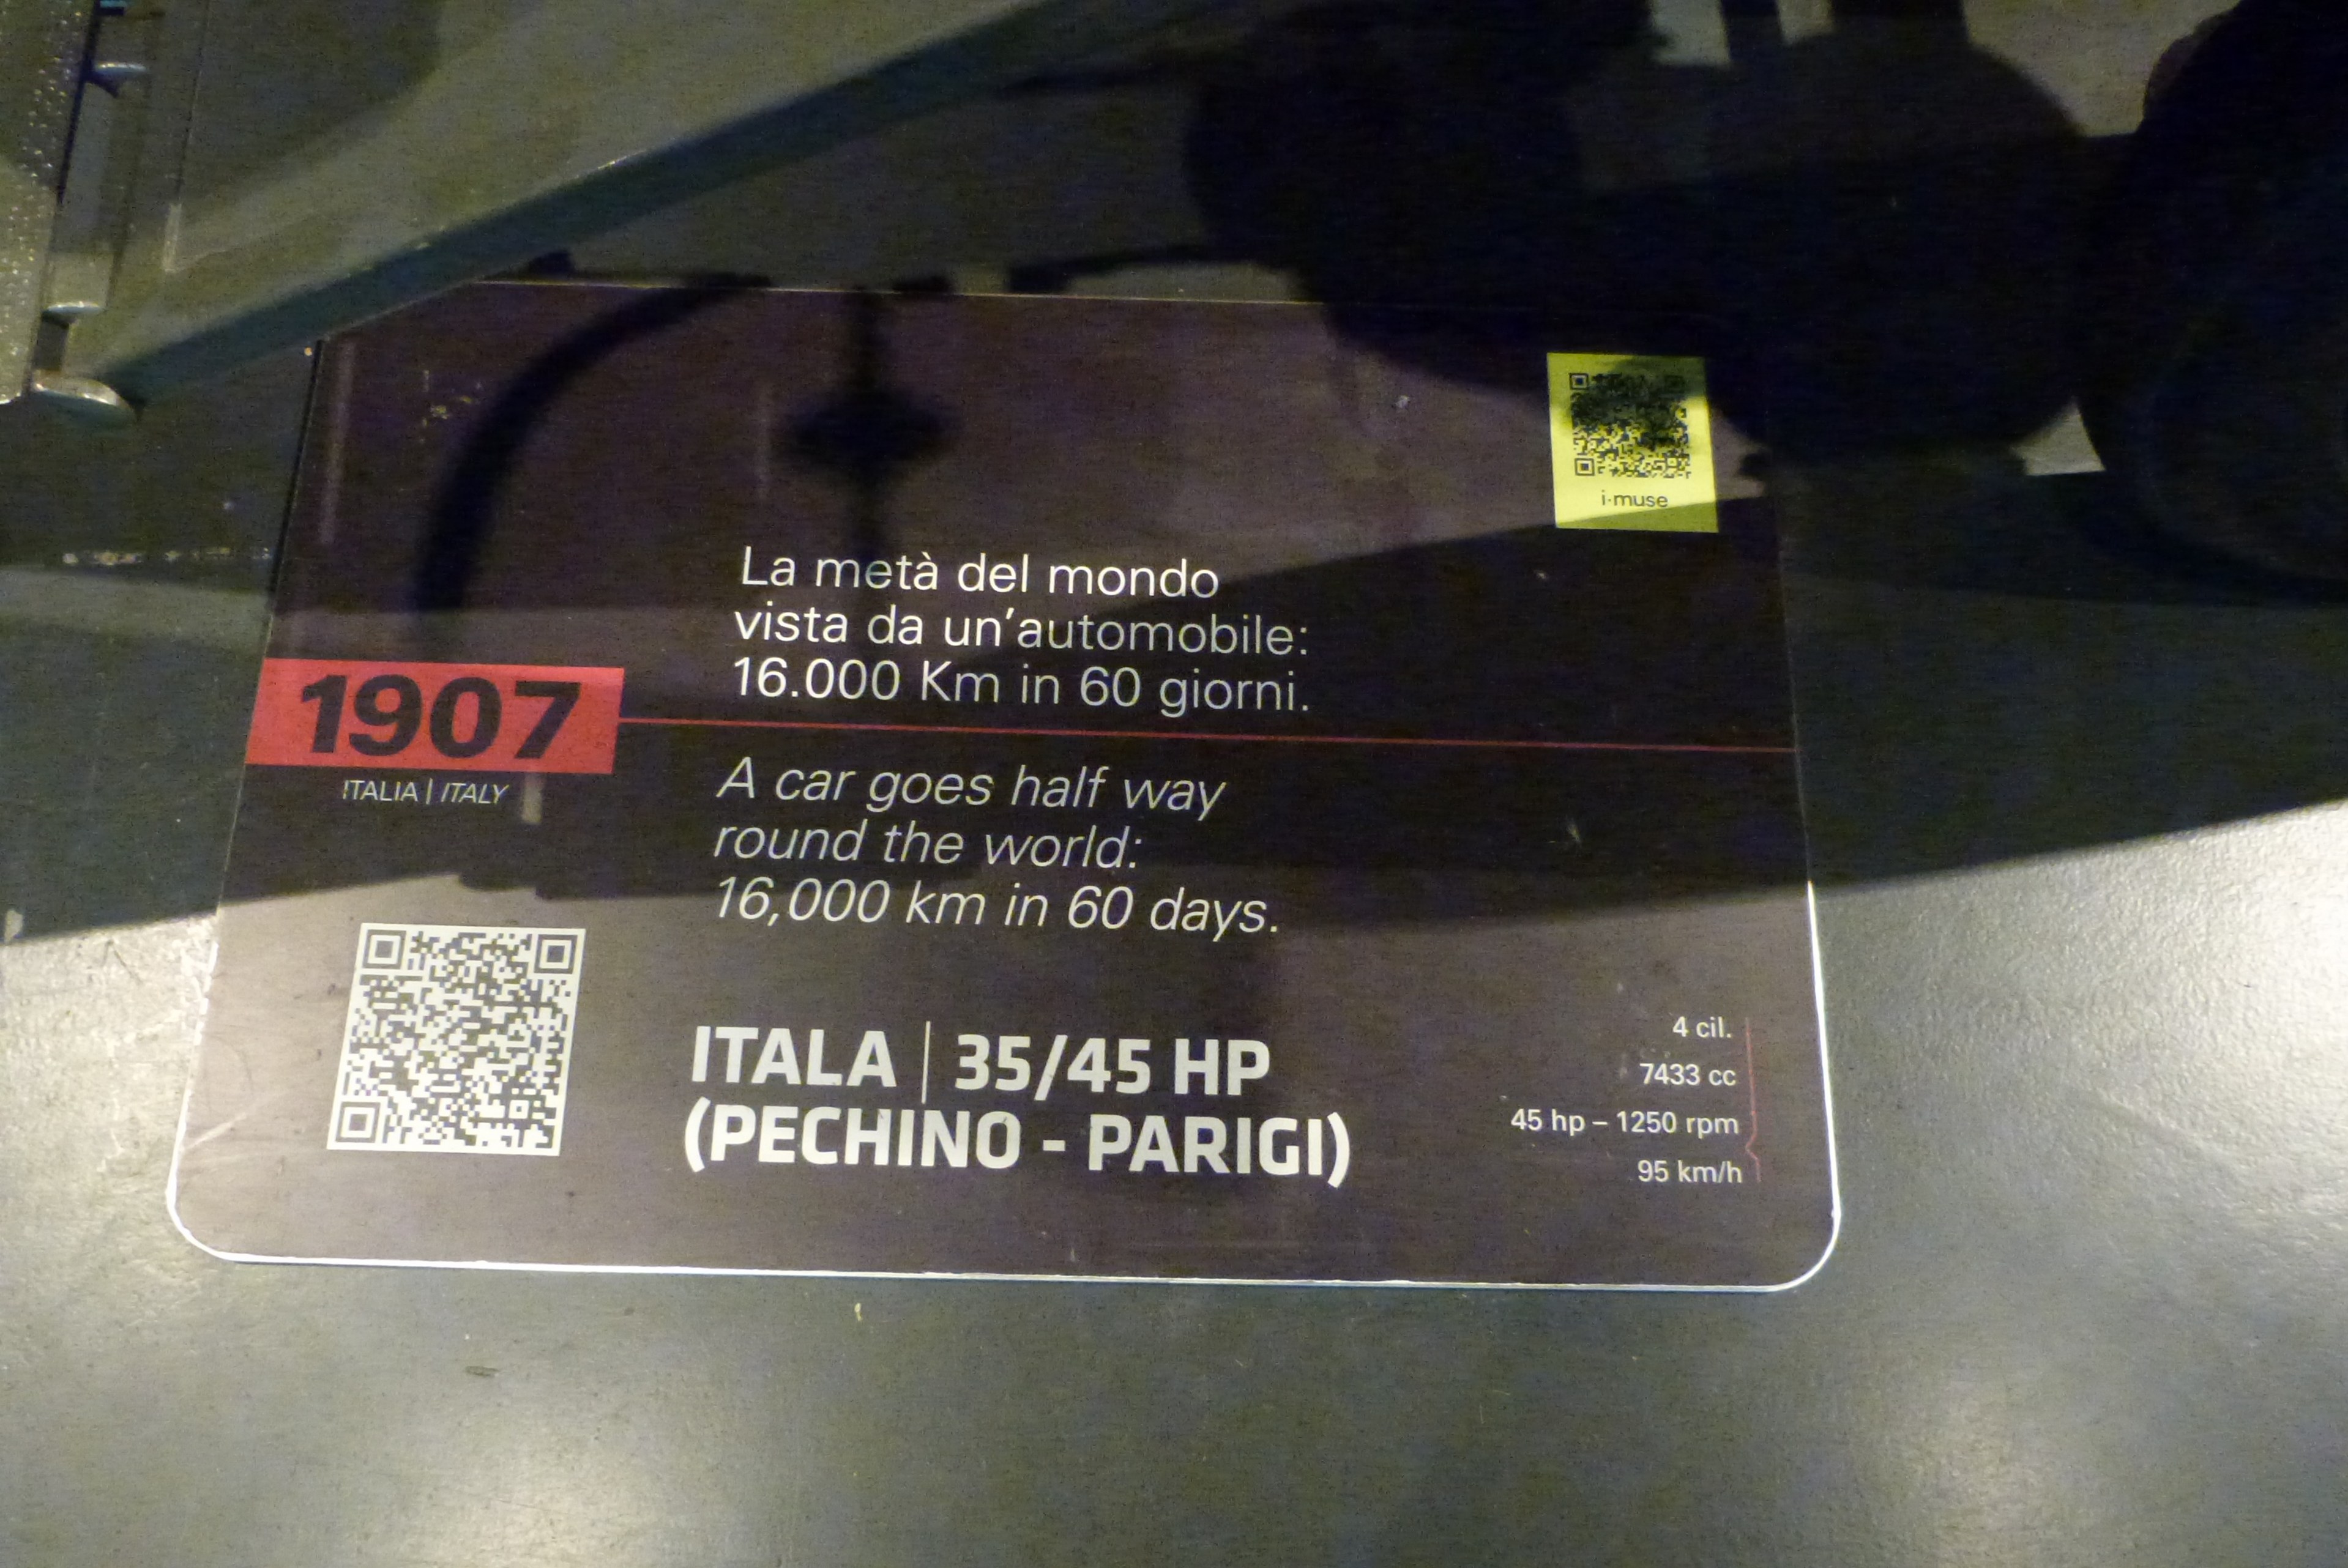 i·muse
La metà del mondo
vista da un'automobile:
16.000 Km in 60 giorni.
1907
ITALIA | ITALY
A car goes half way
round the world:
16,000 km in 60 days.
ITALA | 35/45 HP
(PECHINO - PARIGI)
4 cil.
7433 cc
45 hp – 1250 rpm
95 km/h